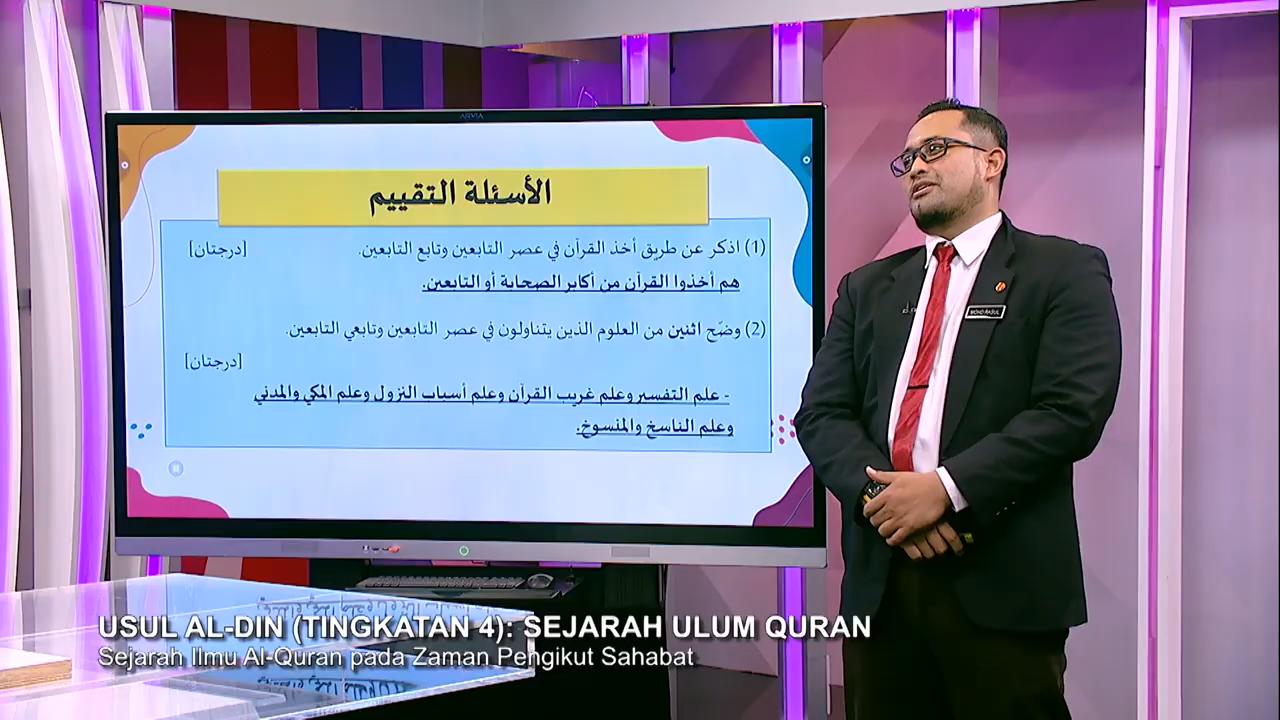 ARVIA
الأسئلة التقييم
(1) اذكر عن طريق أخذ القرآن في عصر التابعين وتابع التابعين. [درجتان]
هم أخذوا القرآن من أكابر الصحابة أو التابعين.
(2) وضّح اثنين من العلوم الذين يتناولون في عصر التابعين وتابعي التابعين.
[درجتان]
- علم التفسير وعلم غريب القرآن وعلم أسباب النزول وعلم المكي والمدني
وعلم الناسخ والمنسوخ.
MOHD RASUL
USUL AL-DIN (TINGKATAN 4): SEJARAH ULUM QURAN
Sejarah Ilmu Al-Quran pada Zaman Pengikut Sahabat